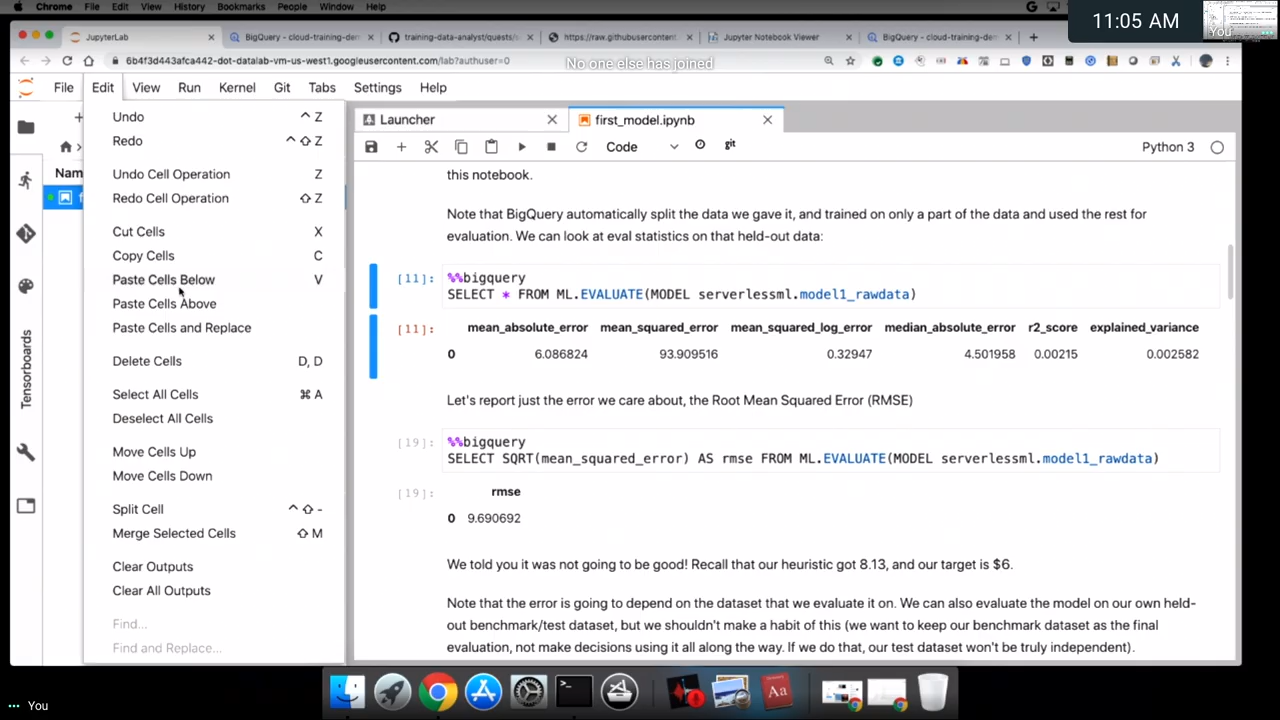 Chrome File Edit View History Bookmarks People Window Help
11:05 AM
You
JupyterLab
BigQuery - cloud-training-den
training-data-analyst/quests/s
https://raw.githubusercontent.
Jupyter Notebook Viewer
BigQuery - cloud-training-den
6b4f3d443afca442-dot-datalab-vm-us-west1.googleusercontent.com/lab?authuser=0
No one else has joined
File Edit View Run Kernel Git Tabs Settings Help
Undo ^ Z
Redo ^ ⇧ Z
Undo Cell Operation Z
Redo Cell Operation ⇧ Z
Cut Cells X
Copy Cells C
Paste Cells Below V
Paste Cells Above
Paste Cells and Replace
Delete Cells D, D
Select All Cells ⌘ A
Deselect All Cells
Move Cells Up
Move Cells Down
Split Cell ^ ⇧ -
Merge Selected Cells ⇧ M
Clear Outputs
Clear All Outputs
Find...
Find and Replace...
Nam
Tensorboards
Launcher
first_model.ipynb
Code
git
Python 3
this notebook.
Note that BigQuery automatically split the data we gave it, and trained on only a part of the data and used the rest for
evaluation. We can look at eval statistics on that held-out data:
[11]: %%bigquery
SELECT * FROM ML.EVALUATE(MODEL serverlessml.model1_rawdata)
[11]: mean_absolute_error mean_squared_error mean_squared_log_error median_absolute_error r2_score explained_variance
0 6.086824 93.909516 0.32947 4.501958 0.00215 0.002582
Let's report just the error we care about, the Root Mean Squared Error (RMSE)
[19]: %%bigquery
SELECT SQRT(mean_squared_error) AS rmse FROM ML.EVALUATE(MODEL serverlessml.model1_rawdata)
[19]: rmse
0 9.690692
We told you it was not going to be good! Recall that our heuristic got 8.13, and our target is $6.
Note that the error is going to depend on the dataset that we evaluate it on. We can also evaluate the model on our own held-
out benchmark/test dataset, but we shouldn't make a habit of this (we want to keep our benchmark dataset as the final
evaluation, not make decisions using it all along the way. If we do that, our test dataset won't be truly independent).
Aa
You